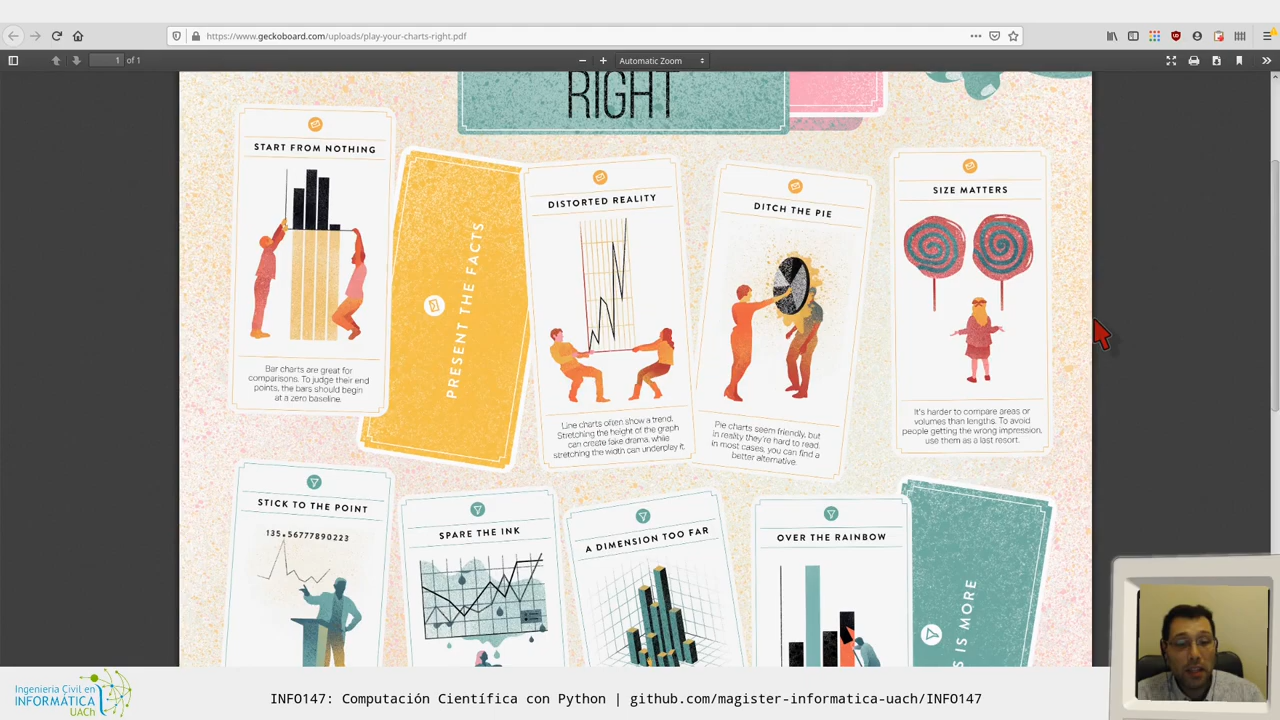 https://www.geckoboard.com/uploads/play-your-charts-right.pdf
1 of 1
Automatic Zoom
RIGHT
START FROM NOTHING
Bar charts are great for
comparisons. To judge their end
points, the bars should begin
at a zero baseline.
PRESENT THE FACTS
DISTORTED REALITY
Line charts often show a trend.
Stretching the height of the graph
can create fake drama, while
stretching the width can underplay it.
DITCH THE PIE
Pie charts seem friendly, but
in reality they're hard to read.
In most cases, you can find a
better alternative.
SIZE MATTERS
It's harder to compare areas or
volumes than lengths. To avoid
people getting the wrong impression,
use them as a last resort.
STICK TO THE POINT
135.56777890223
SPARE THE INK
A DIMENSION TOO FAR
OVER THE RAINBOW
S IS MORE
Ingeniería Civil en
INFORMÁTICA
UACh
INFO147: Computación Científica con Python | github.com/magister-informatica-uach/INFO147